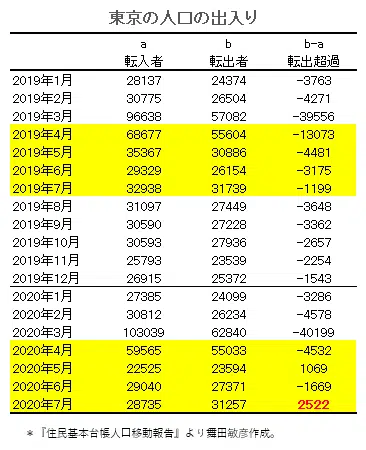 東京の人口の出入り
a b b-a
転入者 転出者 転出超過
2019年1月 28137 24374 -3763
2019年2月 30775 26504 -4271
2019年3月 96638 57082 -39556
2019年4月 68677 55604 -13073
2019年5月 35367 30886 -4481
2019年6月 29329 26154 -3175
2019年7月 32938 31739 -1199
2019年8月 31097 27449 -3648
2019年9月 30590 27228 -3362
2019年10月 30593 27936 -2657
2019年11月 25793 23539 -2254
2019年12月 26915 25372 -1543
2020年1月 27385 24099 -3286
2020年2月 30812 26234 -4578
2020年3月 103039 62840 -40199
2020年4月 59565 55033 -4532
2020年5月 22525 23594 1069
2020年6月 29040 27371 -1669
2020年7月 28735 31257 2522
*『住民基本台帳人口移動報告』より舞田敏彦作成。